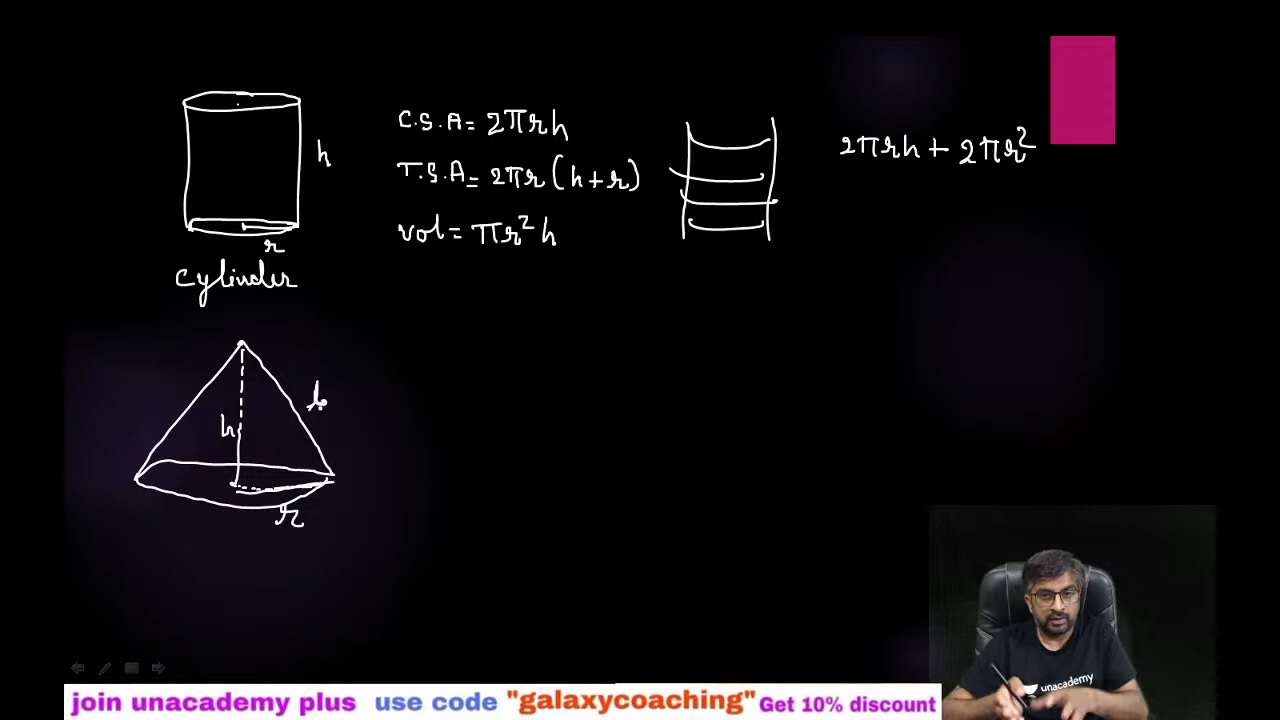 C.S.A = 2πrh
h
T.S.A = 2πr (h+r)
2πrh + 2πr²
vol = πr²h
r
cylinder
l
h
r
unacademy
join unacademy plus use code "galaxycoaching" Get 10% discount